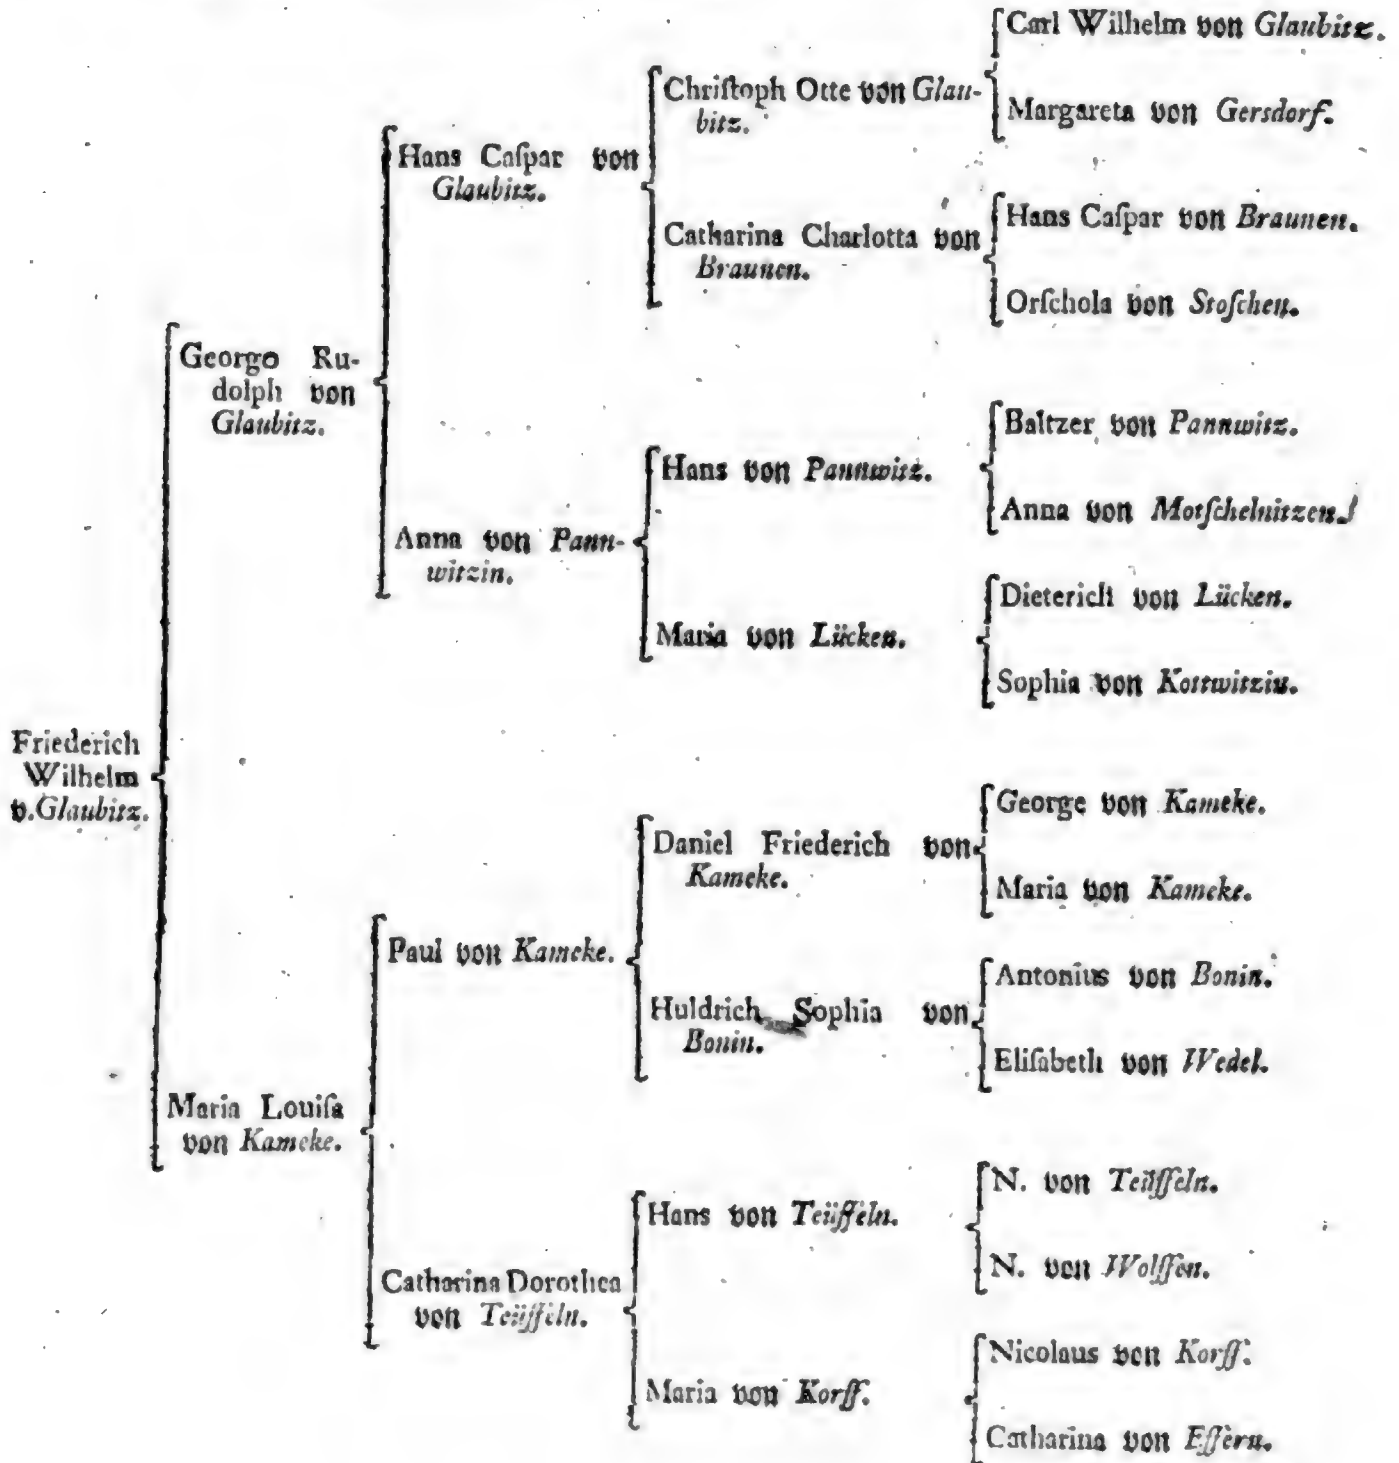 Carl Wilhelm von Glaubitz.
Christoph Otte von Glau-
bitz.
Margareta von Gersdorf.
Hans Caſpar von
Glaubitz.
Hans Caſpar von Braunen.
Catharina Charlotta von
Braunen.
Orſchola von Stoſchen.
George Ru-
dolph von
Glaubitz.
Baltzer von Pannwitz.
Hans von Pannwitz.
Anna von Motſchelnitzen.
Anna von Pann-
witzin.
Dieterich von Lücken.
Maria von Lücken.
Sophia von Kottwitzin.
Friederich
Wilhelm
v. Glaubitz.
George von Kameke.
Daniel Friederich von
Kameke.
Maria von Kameke.
Paul von Kameke.
Antonius von Bonin.
Huldrich Sophia von
Bonin.
Eliſabeth von Wedel.
Maria Louiſa
von Kameke.
N. von Teüffeln.
Hans von Teüffeln.
N. von Wolffen.
Catharina Dorothea
von Teüffeln.
Nicolaus von Korff.
Maria von Korff.
Catharina von Effern.